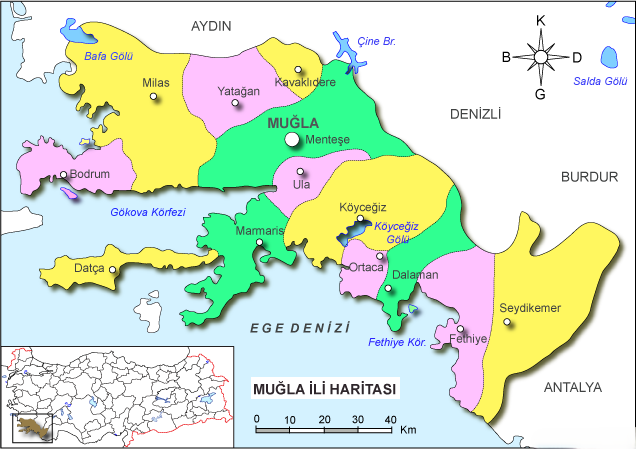 AYDIN
K
Çine Br.
Bafa Gölü
B
D
Salda Gölü
Kavaklıdere
Milas
Yatağan
G
DENİZLİ
MUĞLA
Menteşe
Bodrum
Ula
BURDUR
Gökova Körfezi
Köyceğiz
Marmaris
Köyceğiz
Gölü
Datça
Ortaca
Dalaman
Seydikemer
EGE DENİZİ
Fethiye Kör.
Fethiye
MUĞLA İLİ HARİTASI
ANTALYA
0 10 20 30 40
Km